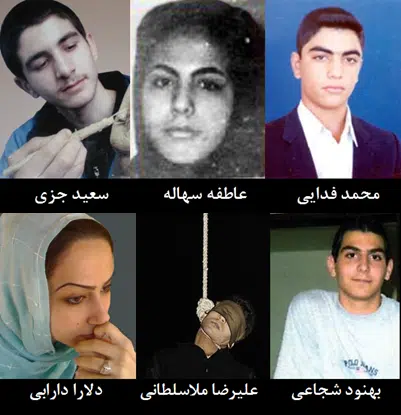 محمد فدایی
عاطفه سهاله
سعید جزی
بهنود شجاعی
علیرضا ملاسلطانی
دلارا دارابی